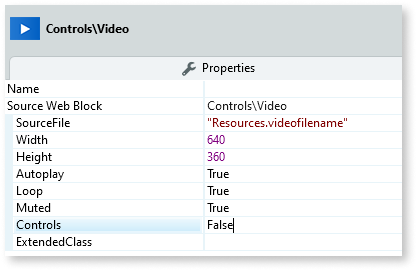 Controls\Video
Properties
Name
Source Web Block Controls\Video
SourceFile "Resources.videofilename"
Width 640
Height 360
Autoplay True
Loop True
Muted True
Controls False
ExtendedClass